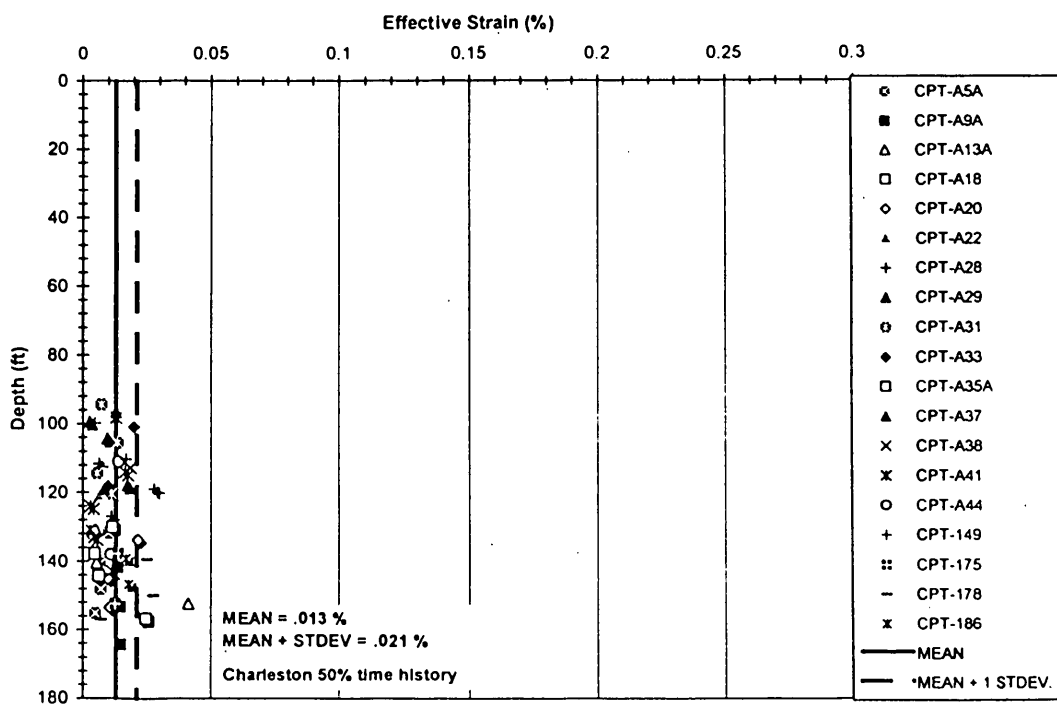 Effective Strain (%)
0 0.05 0.1 0.15 0.2 0.25 0.3
Depth (ft)
0
20
40
60
80
100
120
140
160
180
MEAN = .013 %
MEAN + STDEV = .021 %
Charleston 50% time history
CPT-A5A
CPT-A9A
CPT-A13A
CPT-A18
CPT-A20
CPT-A22
CPT-A28
CPT-A29
CPT-A31
CPT-A33
CPT-A35A
CPT-A37
CPT-A38
CPT-A41
CPT-A44
CPT-149
CPT-175
CPT-178
CPT-186
MEAN
MEAN + 1 STDEV.